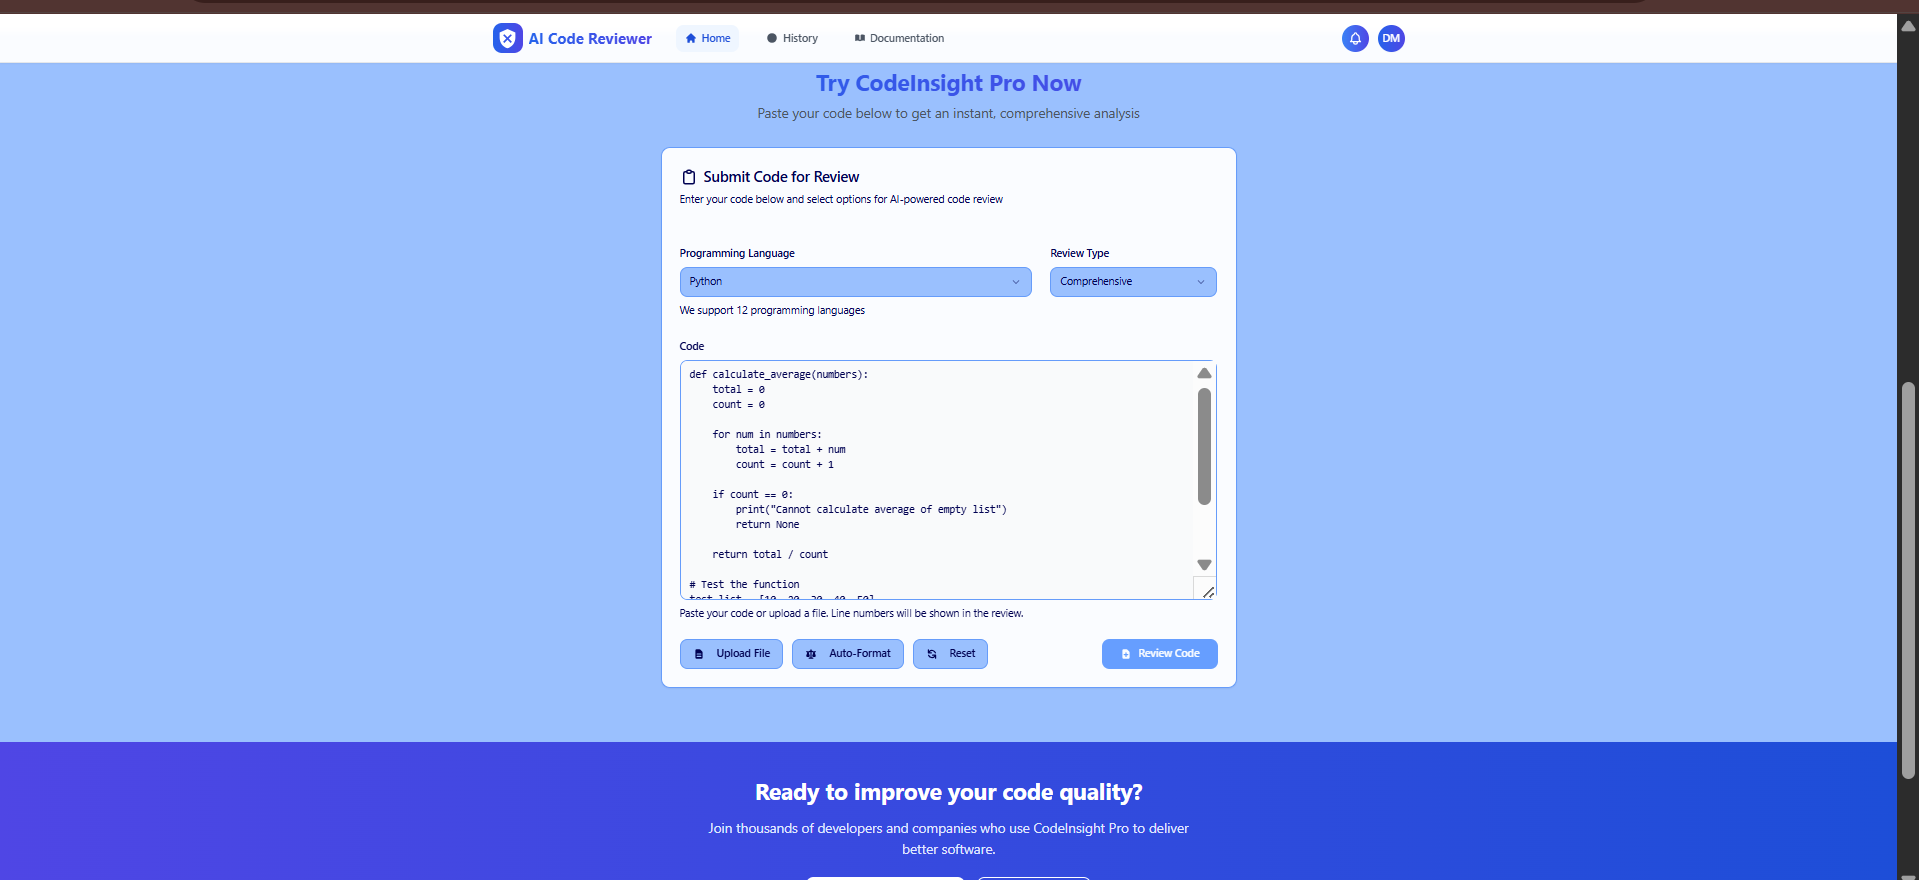 AI Code Reviewer
Home
History
Documentation
DM
Try CodeInsight Pro Now
Paste your code below to get an instant, comprehensive analysis
Submit Code for Review
Enter your code below and select options for AI-powered code review
Programming Language
Review Type
Python
Comprehensive
We support 12 programming languages
Code
def calculate_average(numbers):
    total = 0
    count = 0
    for num in numbers:
        total = total + num
        count = count + 1
    if count == 0:
        print("Cannot calculate average of empty list")
        return None
    return total / count
# Test the function
test_list = [10, 20, 30, 40, 50]
Paste your code or upload a file. Line numbers will be shown in the review.
Upload File
Auto-Format
Reset
Review Code
Ready to improve your code quality?
Join thousands of developers and companies who use CodeInsight Pro to deliver
better software.